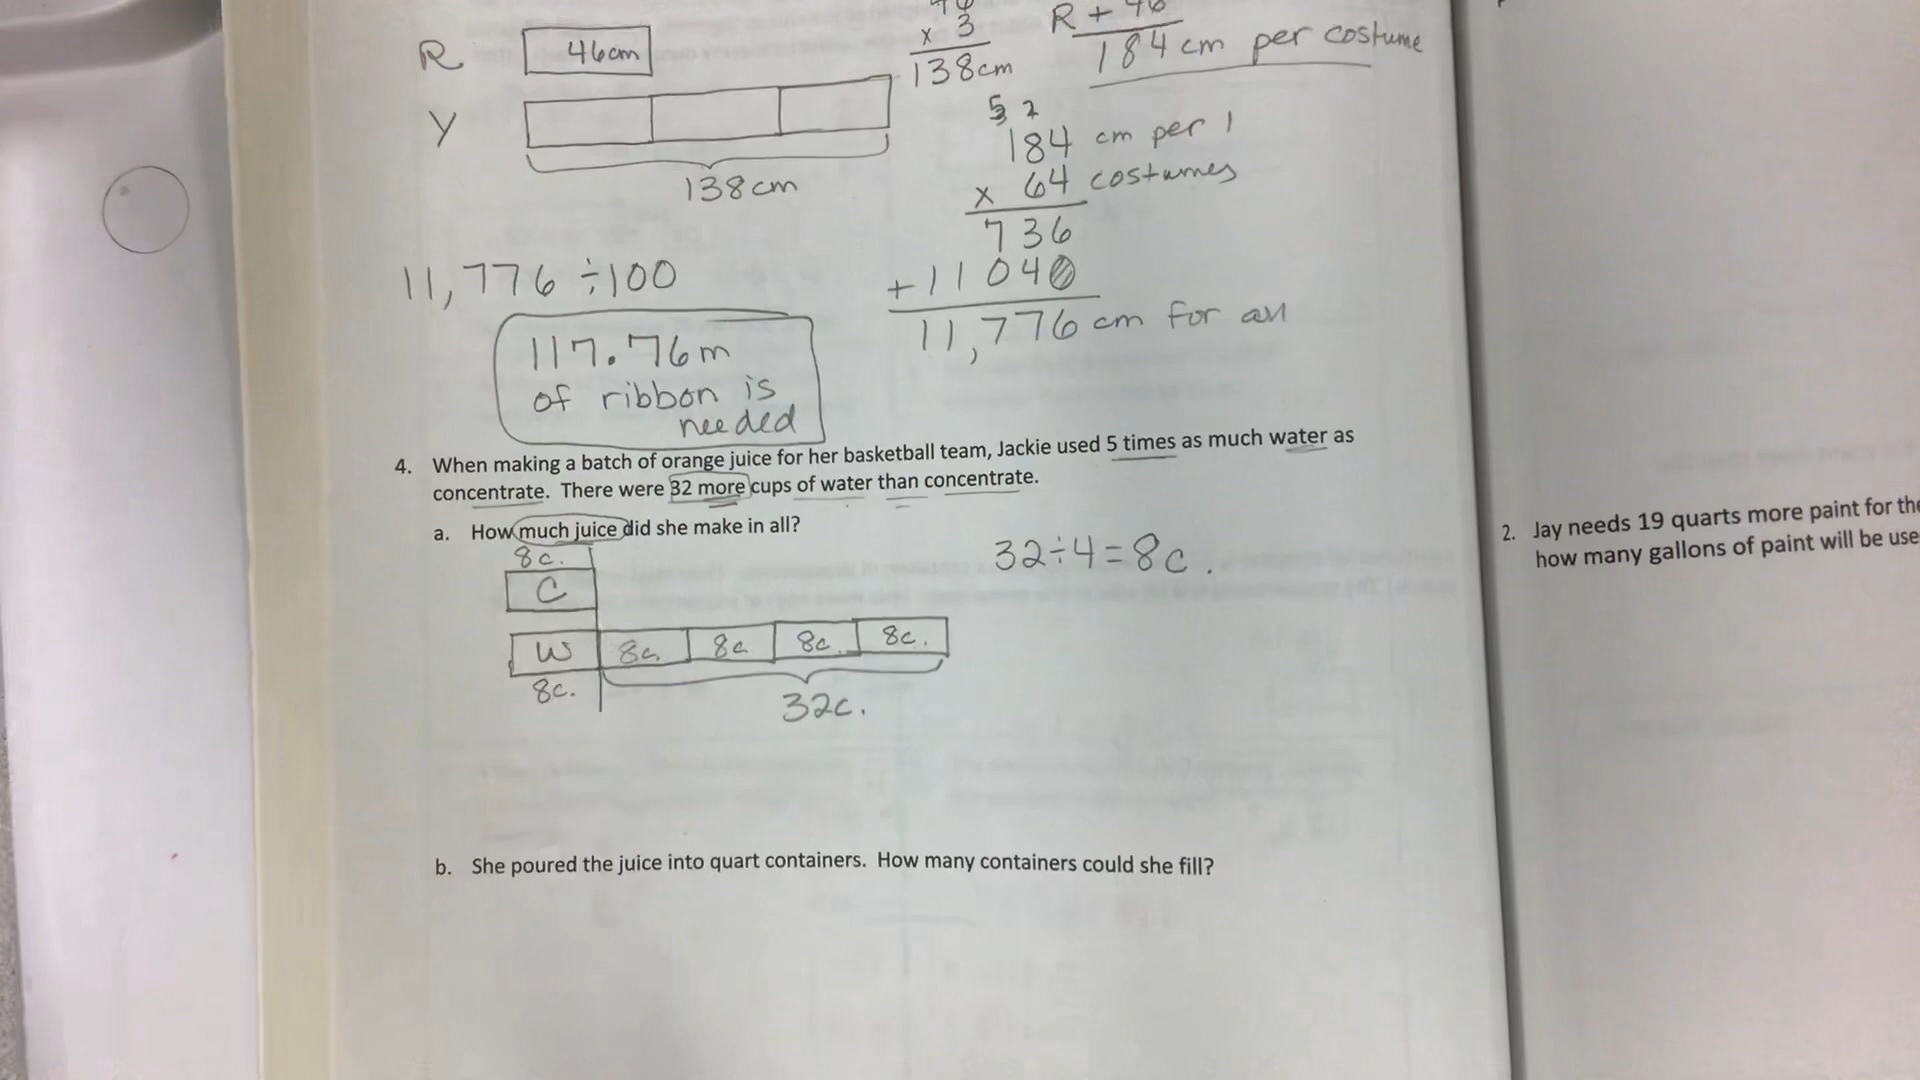 R 46cm
x 3
138cm
R + 46
184cm per costume
Y
138cm
5 2
184 cm per 1
x 64 costumes
736
+11040
11,776 cm for all
11,776 ÷100
117.76m
of ribbon is
needed
4. When making a batch of orange juice for her basketball team, Jackie used 5 times as much water as
concentrate. There were 32 more cups of water than concentrate.
a. How much juice did she make in all?
8c.
C
32÷4=8c.
W 8c. 8c 8c. 8c.
8c.
32c.
b. She poured the juice into quart containers. How many containers could she fill?
2. Jay needs 19 quarts more paint for the
how many gallons of paint will be use